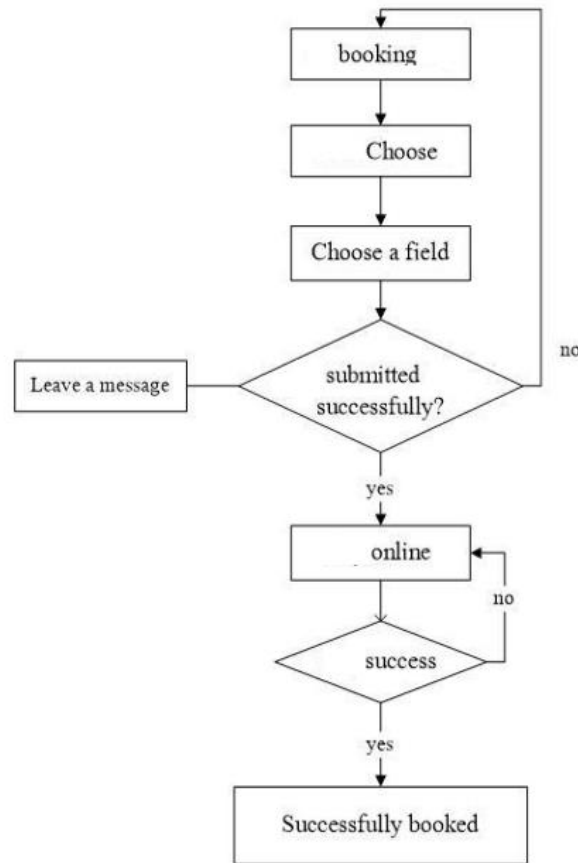 booking
Choose
Choose a field
Leave a message
submitted
successfully?
no
yes
online
no
success
yes
Successfully booked